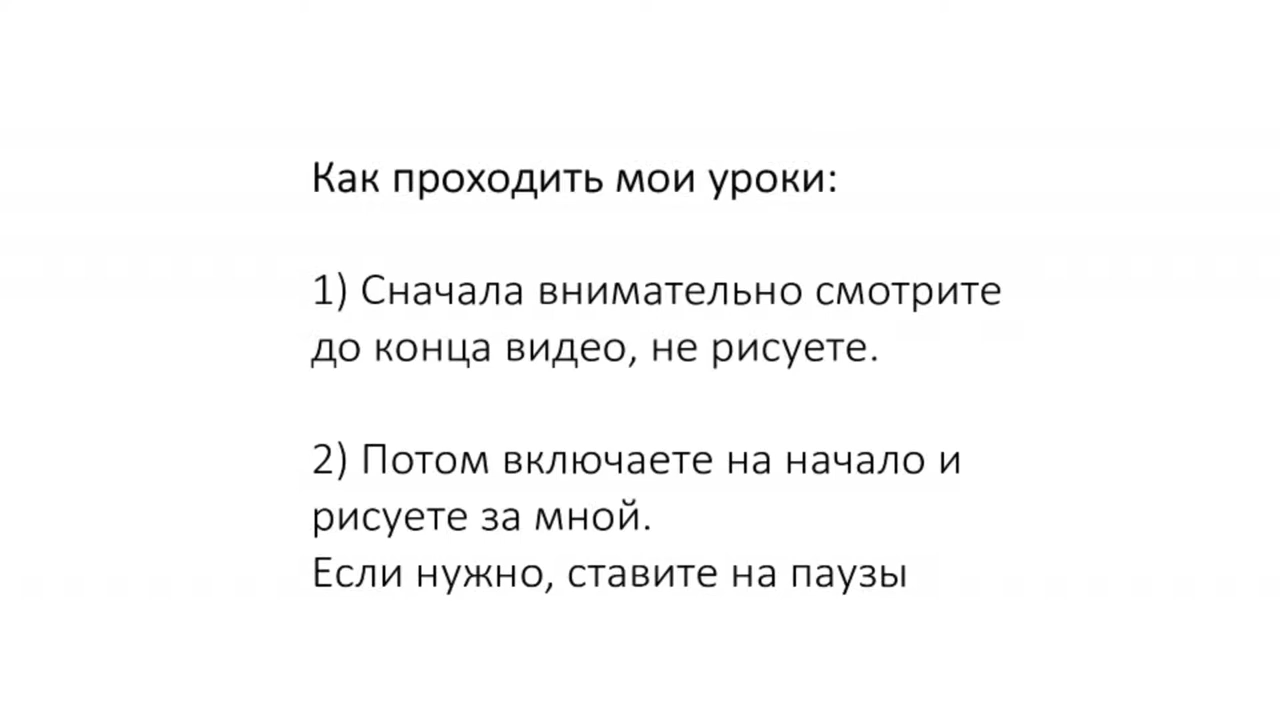 Как проходить мои уроки:
1) Сначала внимательно смотрите
до конца видео, не рисуете.
2) Потом включаете на начало и
рисуете за мной.
Если нужно, ставите на паузы